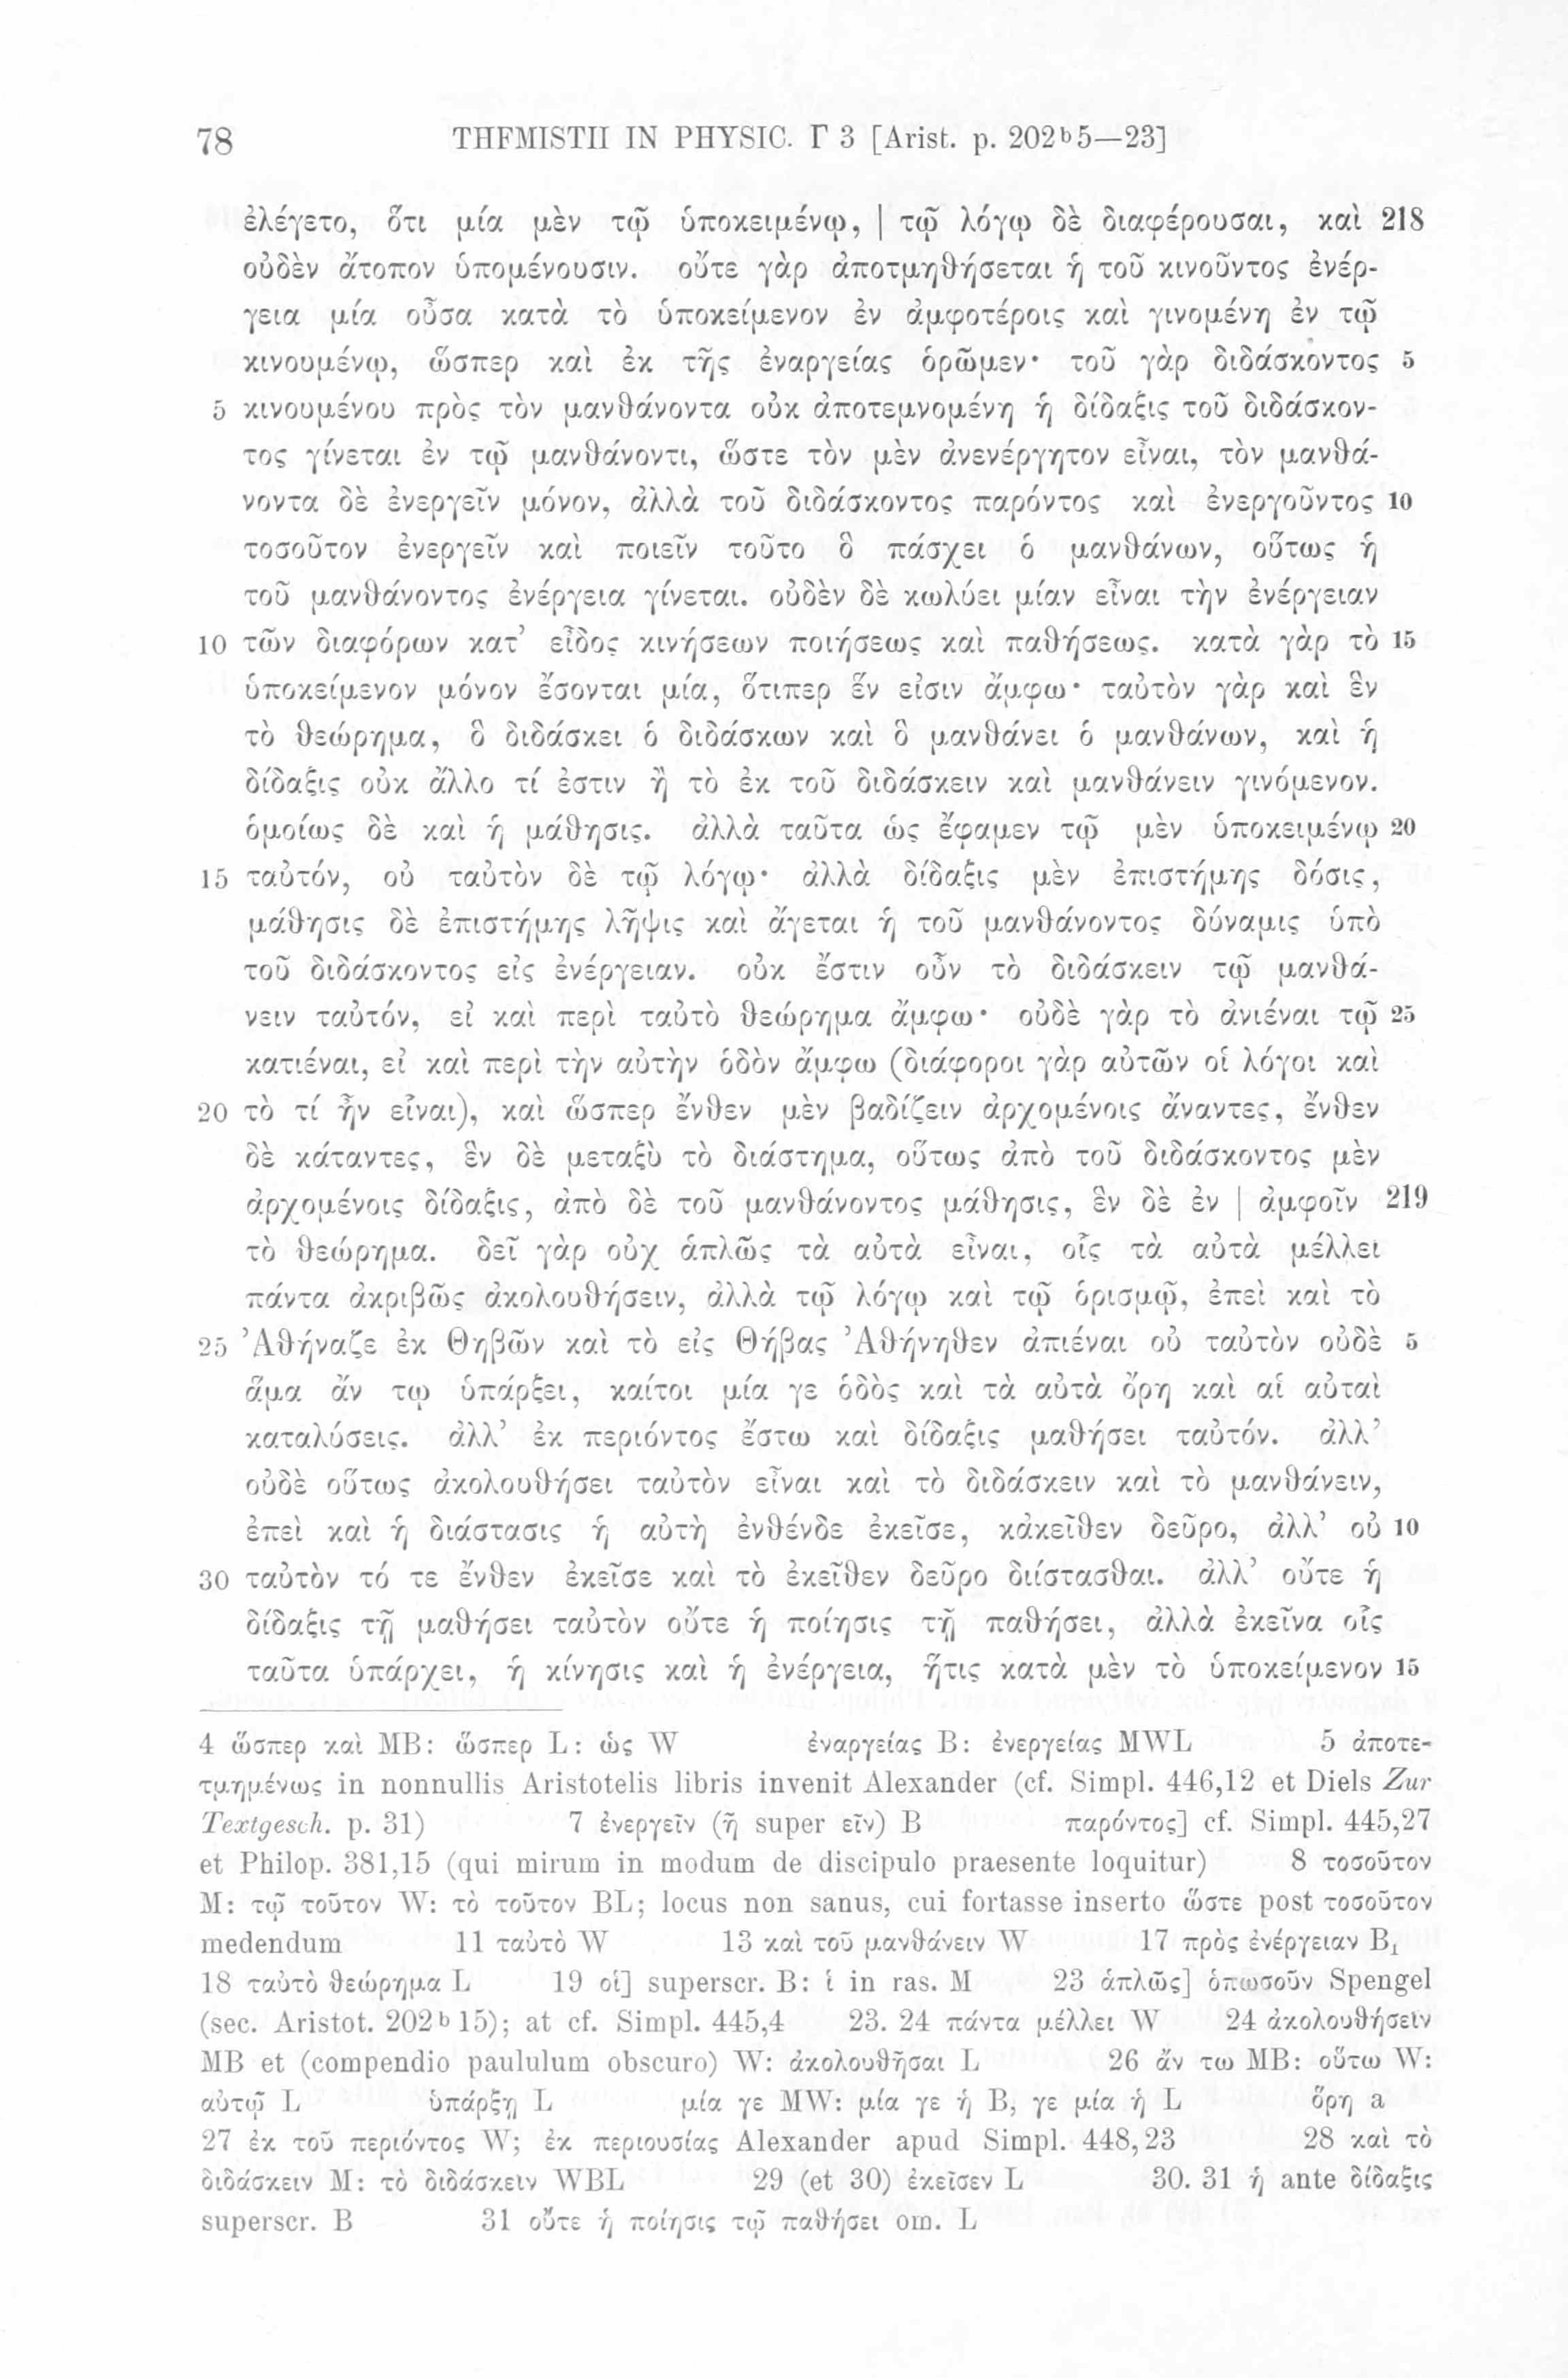 78 THFMISTII IN PHYSIC. Γ 3 [Arist. p. 202ᵇ5—23]
ἐλέγετο, ὅτι μία μὲν τῷ ὑποκειμένῳ, | τῷ λόγῳ δὲ διαφέρουσαι, καὶ 218
οὐδὲν ἄτοπον ὑπομένουσιν. οὔτε γὰρ ἀποτμηθήσεται ἡ τοῦ κινοῦντος ἐνέρ-
γεια μία οὖσα κατὰ τὸ ὑποκείμενον ἐν ἀμφοτέροις καὶ γινομένη ἐν τῷ
κινουμένῳ, ὥσπερ καὶ ἐκ τῆς ἐναργείας ὁρῶμεν· τοῦ γὰρ διδάσκοντος 5
5 κινουμένου πρὸς τὸν μανθάνοντα οὐκ ἀποτεμνομένη ἡ δίδαξις τοῦ διδάσκον-
τος γίνεται ἐν τῷ μανθάνοντι, ὥστε τὸν μὲν ἀνενέργητον εἶναι, τὸν μανθά-
νοντα δὲ ἐνεργεῖν μόνον, ἀλλὰ τοῦ διδάσκοντος παρόντος καὶ ἐνεργοῦντος 10
τοσοῦτον ἐνεργεῖν καὶ ποιεῖν τοῦτο ὃ πάσχει ὁ μανθάνων, οὕτως ἡ
τοῦ μανθάνοντος ἐνέργεια γίνεται. οὐδὲν δὲ κωλύει μίαν εἶναι τὴν ἐνέργειαν
10 τῶν διαφόρων κατ’ εἶδος κινήσεων ποιήσεως καὶ παθήσεως. κατὰ γὰρ τὸ 15
ὑποκείμενον μόνον ἔσονται μία, ὅτιπερ ἕν εἰσιν ἄμφω· ταὐτὸν γὰρ καὶ ἓν
τὸ θεώρημα, ὃ διδάσκει ὁ διδάσκων καὶ ὃ μανθάνει ὁ μανθάνων, καὶ ἡ
δίδαξις οὐκ ἄλλο τί ἐστιν ἢ τὸ ἐκ τοῦ διδάσκειν καὶ μανθάνειν γινόμενον.
ὁμοίως δὲ καὶ ἡ μάθησις. ἀλλὰ ταῦτα ὡς ἔφαμεν τῷ μὲν ὑποκειμένῳ 20
15 ταὐτόν, οὐ ταὐτὸν δὲ τῷ λόγῳ· ἀλλὰ δίδαξις μὲν ἐπιστήμης δόσις,
μάθησις δὲ ἐπιστήμης λῆψις καὶ ἄγεται ἡ τοῦ μανθάνοντος δύναμις ὑπὸ
τοῦ διδάσκοντος εἰς ἐνέργειαν. οὐκ ἔστιν οὖν τὸ διδάσκειν τῷ μανθά-
νειν ταὐτόν, εἰ καὶ περὶ ταὐτὸ θεώρημα ἄμφω· οὐδὲ γὰρ τὸ ἀνιέναι τῷ 25
κατιέναι, εἰ καὶ περὶ τὴν αὐτὴν ὁδὸν ἄμφω (διάφοροι γὰρ αὐτῶν οἱ λόγοι καὶ
20 τὸ τί ἦν εἶναι), καὶ ὥσπερ ἔνθεν μὲν βαδίζειν ἀρχομένοις ἄναντες, ἔνθεν
δὲ κάταντες, ἓν δὲ μεταξὺ τὸ διάστημα, οὕτως ἀπὸ τοῦ διδάσκοντος μὲν
ἀρχομένοις δίδαξις, ἀπὸ δὲ τοῦ μανθάνοντος μάθησις, ἓν δὲ ἐν | ἀμφοῖν 219
τὸ θεώρημα. δεῖ γὰρ οὐχ ἁπλῶς τὰ αὐτὰ εἶναι, οἷς τὰ αὐτὰ μέλλει
πάντα ἀκριβῶς ἀκολουθήσειν, ἀλλὰ τῷ λόγῳ καὶ τῷ ὁρισμῷ, ἐπεὶ καὶ τὸ
25 Ἀθήναζε ἐκ Θηβῶν καὶ τὸ εἰς Θήβας Ἀθήνηθεν ἀπιέναι οὐ ταὐτὸν οὐδὲ 5
ἅμα ἄν τῳ ὑπάρξει, καίτοι μία γε ὁδὸς καὶ τὰ αὐτὰ ὄρη καὶ αἱ αὐταὶ
καταλύσεις. ἀλλ’ ἐκ περιόντος ἔστω καὶ δίδαξις μαθήσει ταὐτόν. ἀλλ’
οὐδὲ οὕτως ἀκολουθήσει ταὐτὸν εἶναι καὶ τὸ διδάσκειν καὶ τὸ μανθάνειν,
ἐπεὶ καὶ ἡ διάστασις ἡ αὐτὴ ἐνθένδε ἐκεῖσε, κἀκεῖθεν δεῦρο, ἀλλ’ οὐ 10
30 ταὐτὸν τό τε ἔνθεν ἐκεῖσε καὶ τὸ ἐκεῖθεν δεῦρο διίστασθαι. ἀλλ’ οὔτε ἡ
δίδαξις τῇ μαθήσει ταὐτὸν οὔτε ἡ ποίησις τῇ παθήσει, ἀλλὰ ἐκεῖνα οἷς
ταῦτα ὑπάρχει, ἡ κίνησις καὶ ἡ ἐνέργεια, ἥτις κατὰ μὲν τὸ ὑποκείμενον 15
4 ὥσπερ καὶ MB: ὥσπερ L: ὡς W ἐναργείας B: ἐνεργείας MWL 5 ἀποτε-
τμημένως in nonnullis Aristotelis libris invenit Alexander (cf. Simpl. 446,12 et Diels Zur
Textgesch. p. 31) 7 ἐνεργεῖν (ῆ super εῖν) B παρόντος] cf. Simpl. 445,27
et Philop. 381,15 (qui mirum in modum de discipulo praesente loquitur) 8 τοσοῦτον
M: τῷ τοῦτον W: τὸ τοῦτον BL; locus non sanus, cui fortasse inserto ὥστε post τοσοῦτον
medendum 11 ταὐτὸ W 13 καὶ τοῦ μανθάνειν W 17 πρὸς ἐνέργειαν B₁
18 ταὐτὸ θεώρημα L 19 οἱ] superscr. B: ἱ in ras. M 23 ἁπλῶς] ὁπωσοῦν Spengel
(sec. Aristot. 202ᵇ15); at cf. Simpl. 445,4 23. 24 πάντα μέλλει W 24 ἀκολουθήσειν
MB et (compendio paululum obscuro) W: ἀκολουθῆσαι L 26 ἄν τω MB: οὕτω W:
αὐτῷ L ὑπάρξῃ L μία γε MW: μία γε ἡ B, γε μία ἡ L ὅρη a
27 ἐκ τοῦ περιόντος W; ἐκ περιουσίας Alexander apud Simpl. 448,23 28 καὶ τὸ
διδάσκειν M: τὸ διδάσκειν WBL 29 (et 30) ἐκεῖσεν L 30. 31 ἡ ante δίδαξις
superscr. B 31 οὔτε ἡ ποίησις τῷ παθήσει om. L